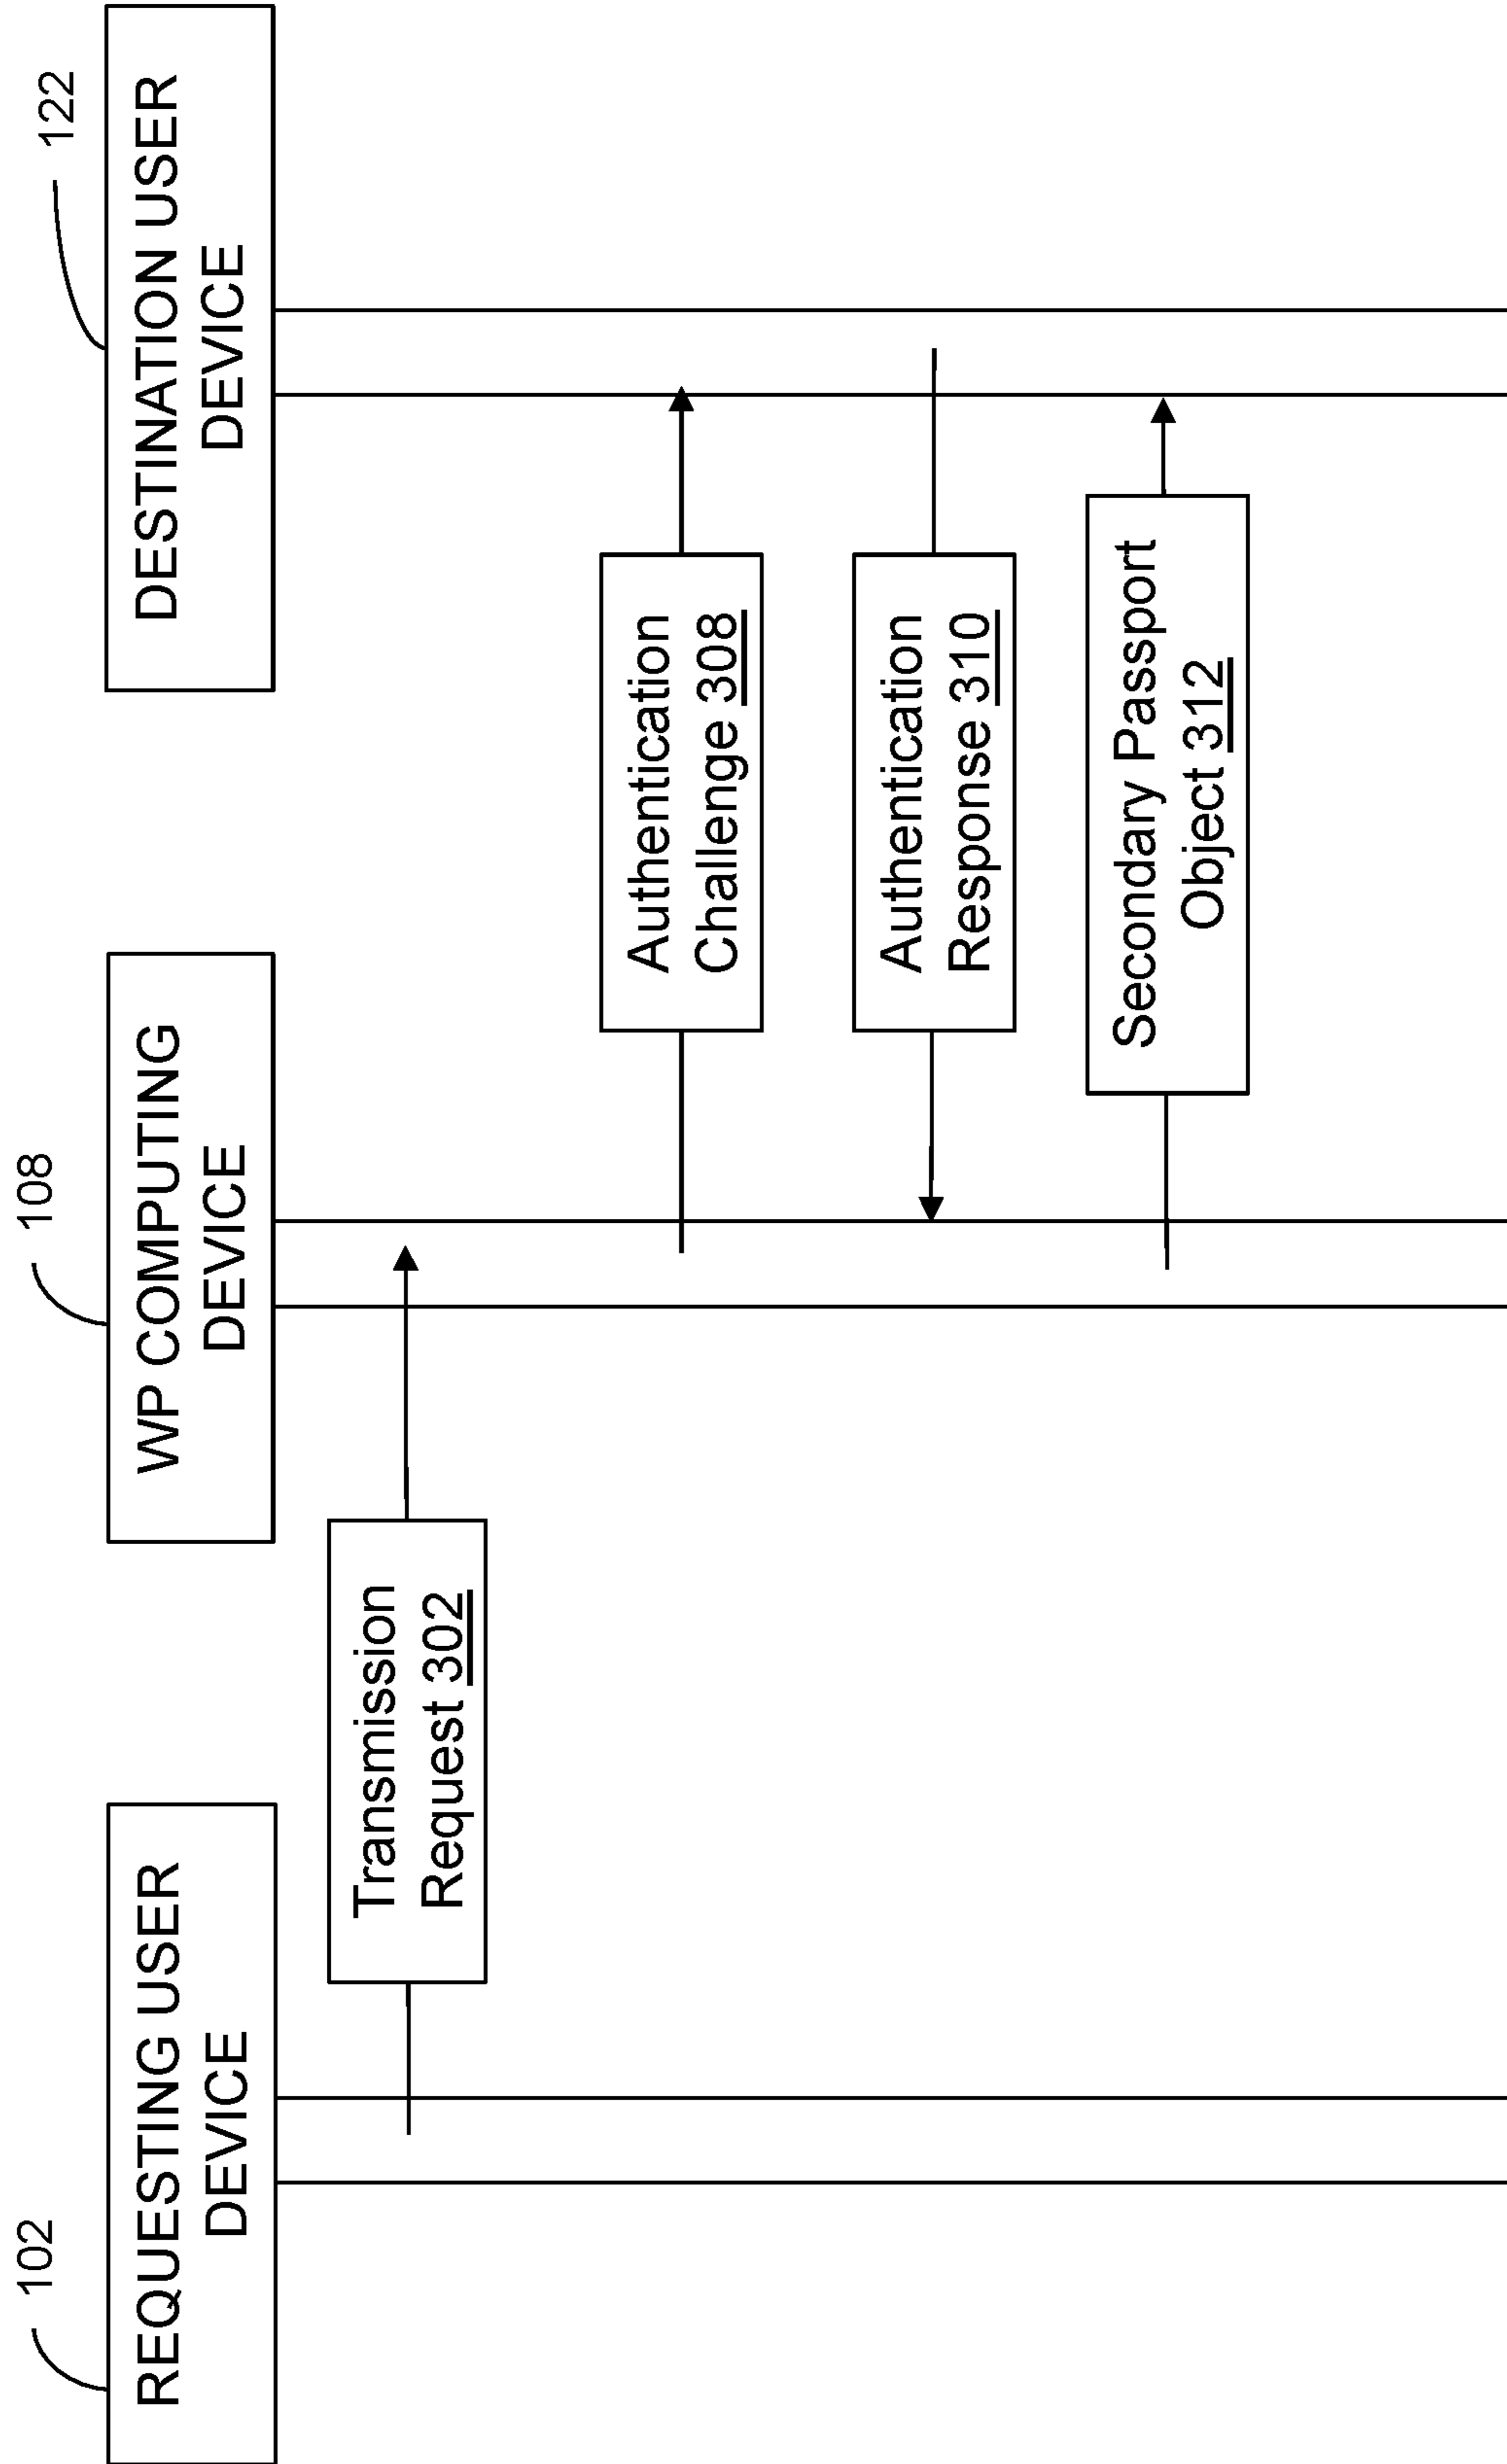 102
108
122
REQUESTING USER
DEVICE
WP COMPUTING
DEVICE
DESTINATION USER
DEVICE
Transmission
Request 302
Authentication
Challenge 308
Authentication
Response 310
Secondary Passport
Object 312